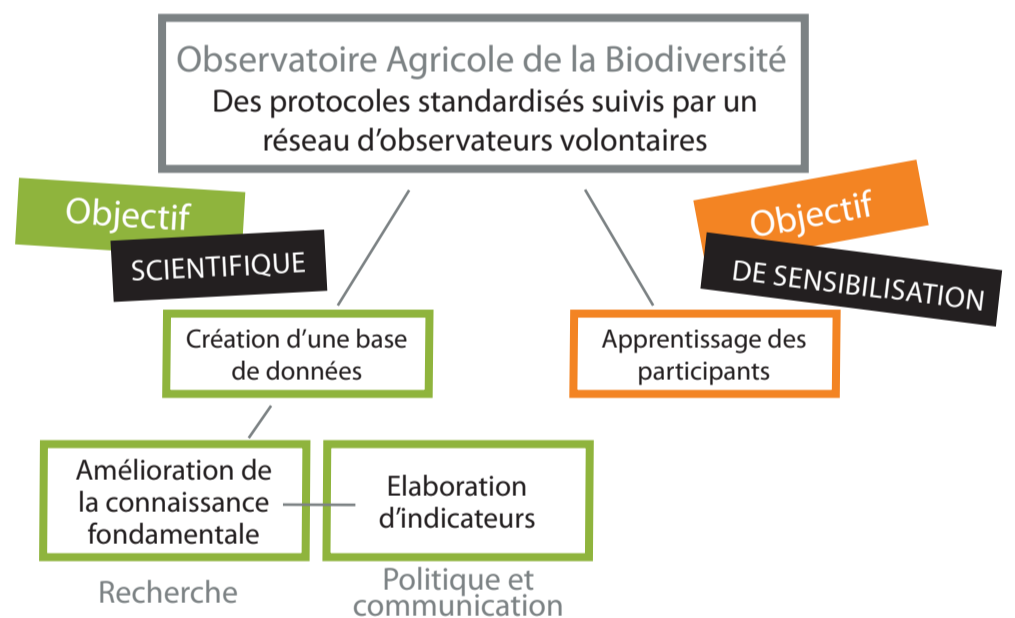 Observatoire Agricole de la Biodiversité
Des protocoles standardisés suivis par un
réseau d'observateurs volontaires
Objectif
SCIENTIFIQUE
Objectif
DE SENSIBILISATION
Création d'une base
de données
Apprentissage des
participants
Amélioration de
la connaissance
fondamentale
Elaboration
d'indicateurs
Recherche
Politique et
communication